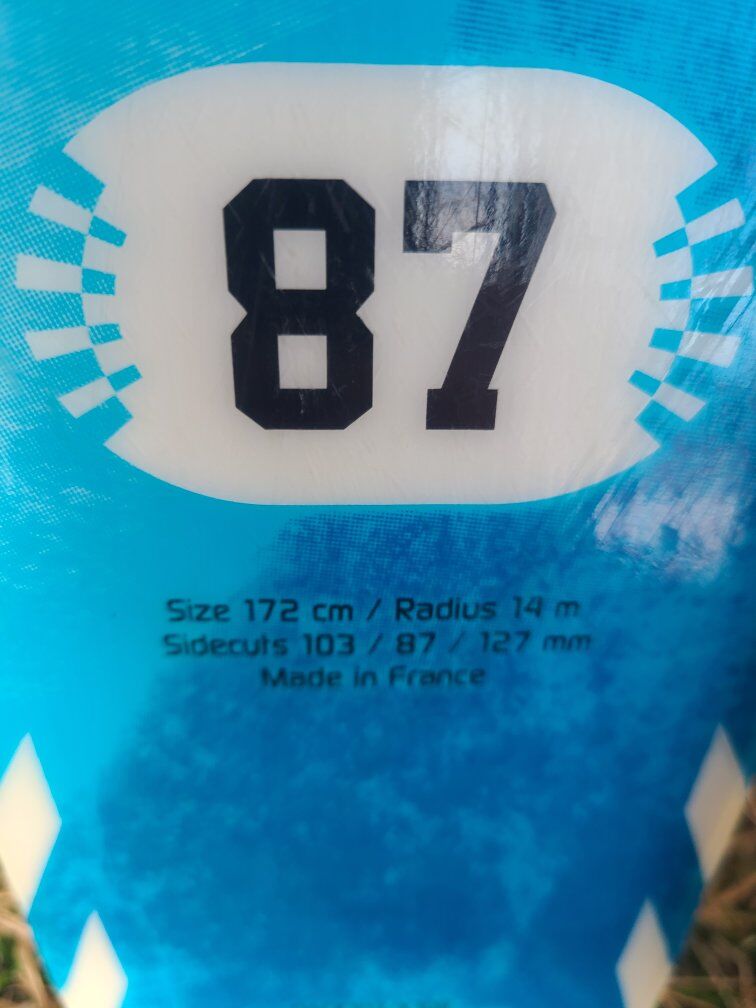 87
Size 172 cm / Radius 14 m
Sidecuts 103 / 87 / 127 mm
Made in France